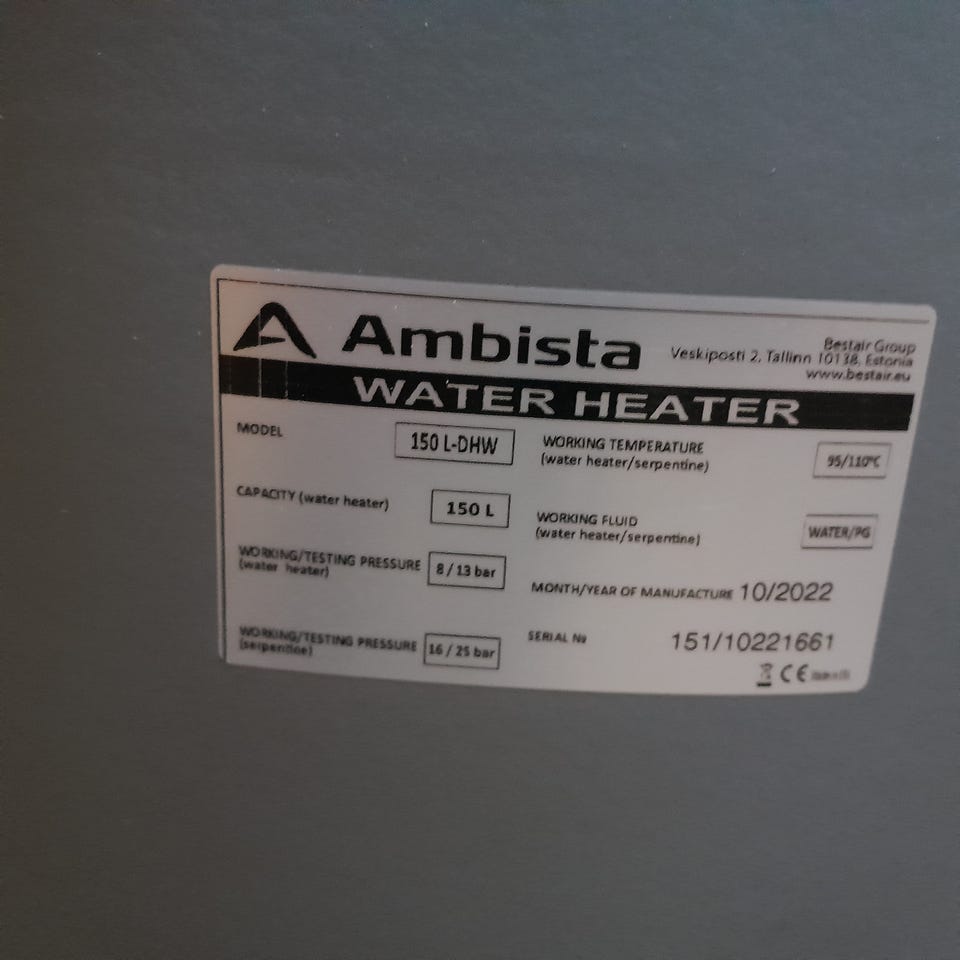 Ambista
Bestair Group
Veskiposti 2, Tallinn 10138, Estonia
www.bestair.eu
WATER HEATER
MODEL
150 L-DHW
CAPACITY (water heater)
150 L
WORKING/TESTING PRESSURE
(water heater)
8 / 13 bar
WORKING/TESTING PRESSURE
(serpentine)
16 / 25 bar
WORKING TEMPERATURE
(water heater/serpentine)
95/110°C
WORKING FLUID
(water heater/serpentine)
WATER/PG
MONTH/YEAR OF MANUFACTURE 10/2022
SERIAL № 151/10221661
CE